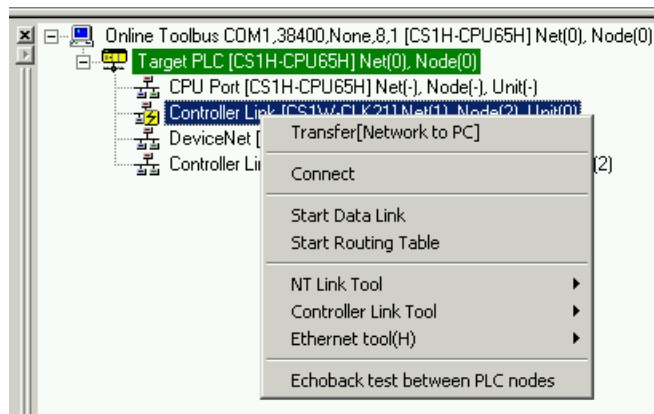 Online Toolbus COM1,38400,None,8,1 [CS1H-CPU65H] Net(0), Node(0)
Target PLC [CS1H-CPU65H] Net(0), Node(0)
CPU Port [CS1H-CPU65H] Net(-), Node(-), Unit(-)
Controller Link [CS1W-CLK21] Net(1), Node(2), Unit(0)
DeviceNet [
Controller Li (2)
Transfer[Network to PC]
Connect
Start Data Link
Start Routing Table
NT Link Tool
Controller Link Tool
Ethernet tool(H)
Echoback test between PLC nodes